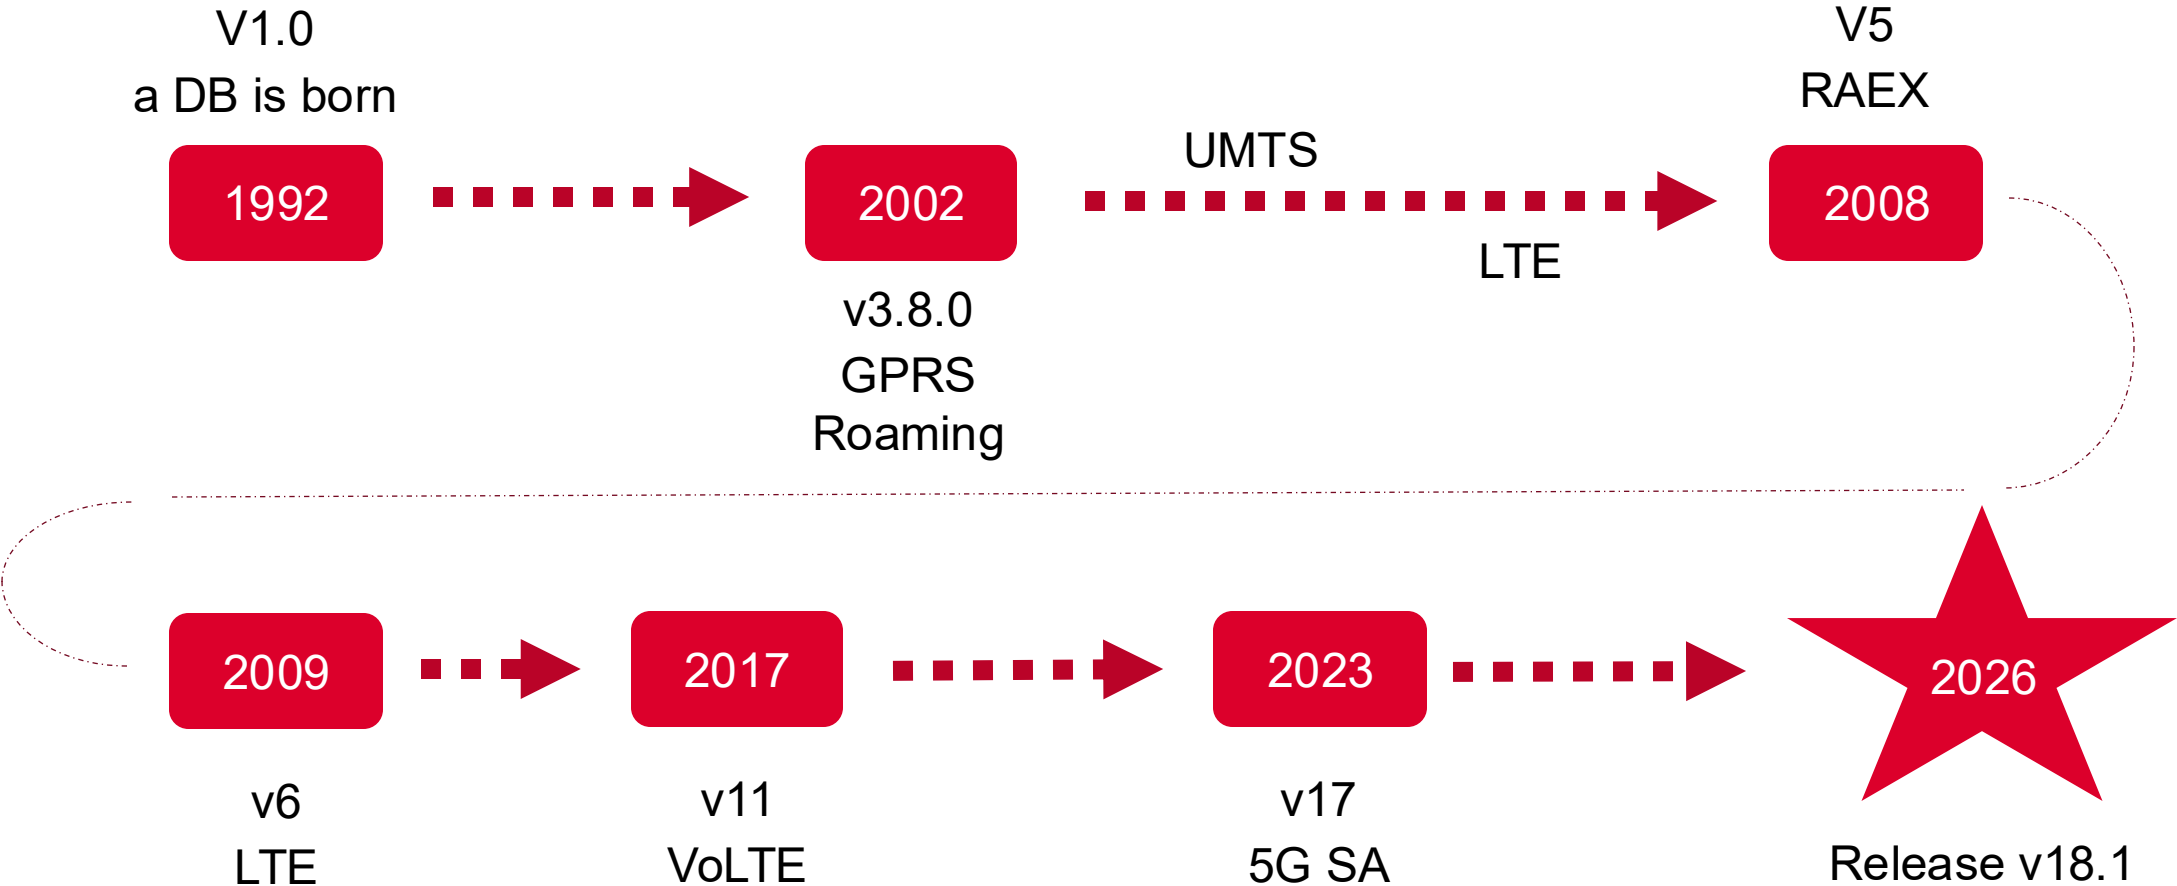 V1.0
a DB is born
1992
2002
v3.8.0
GPRS
Roaming
UMTS
LTE
V5
RAEX
2008
2009
v6
LTE
2017
v11
VoLTE
2023
v17
5G SA
2026
Release v18.1